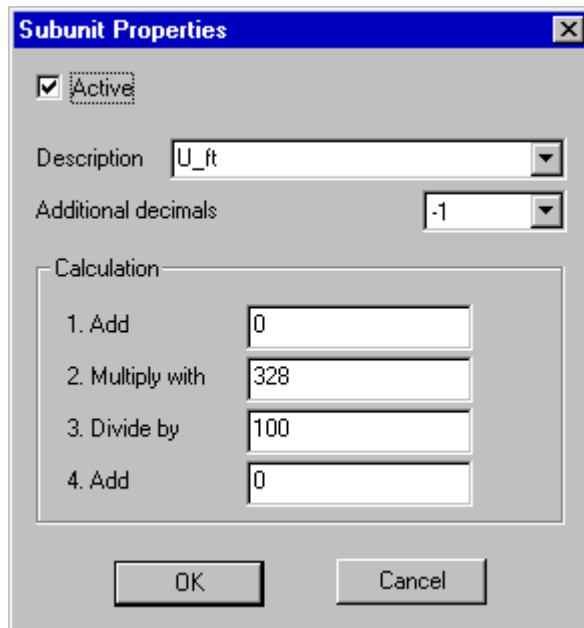 Subunit Properties
Active
Description U_ft
Additional decimals -1
Calculation
1. Add 0
2. Multiply with 328
3. Divide by 100
4. Add 0
OK Cancel